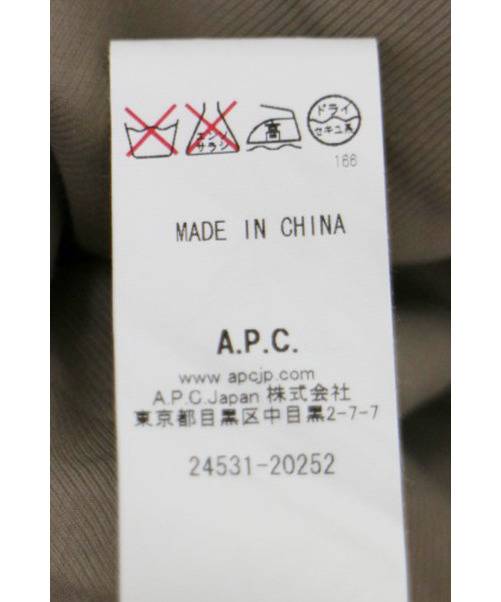 エンソ
サラシ
高
ドライ
セキユ系
166
MADE IN CHINA
A.P.C.
www apcjp.com
A.P.C.Japan 株式会社
東京都目黒区中目黒2-7-7
24531-20252